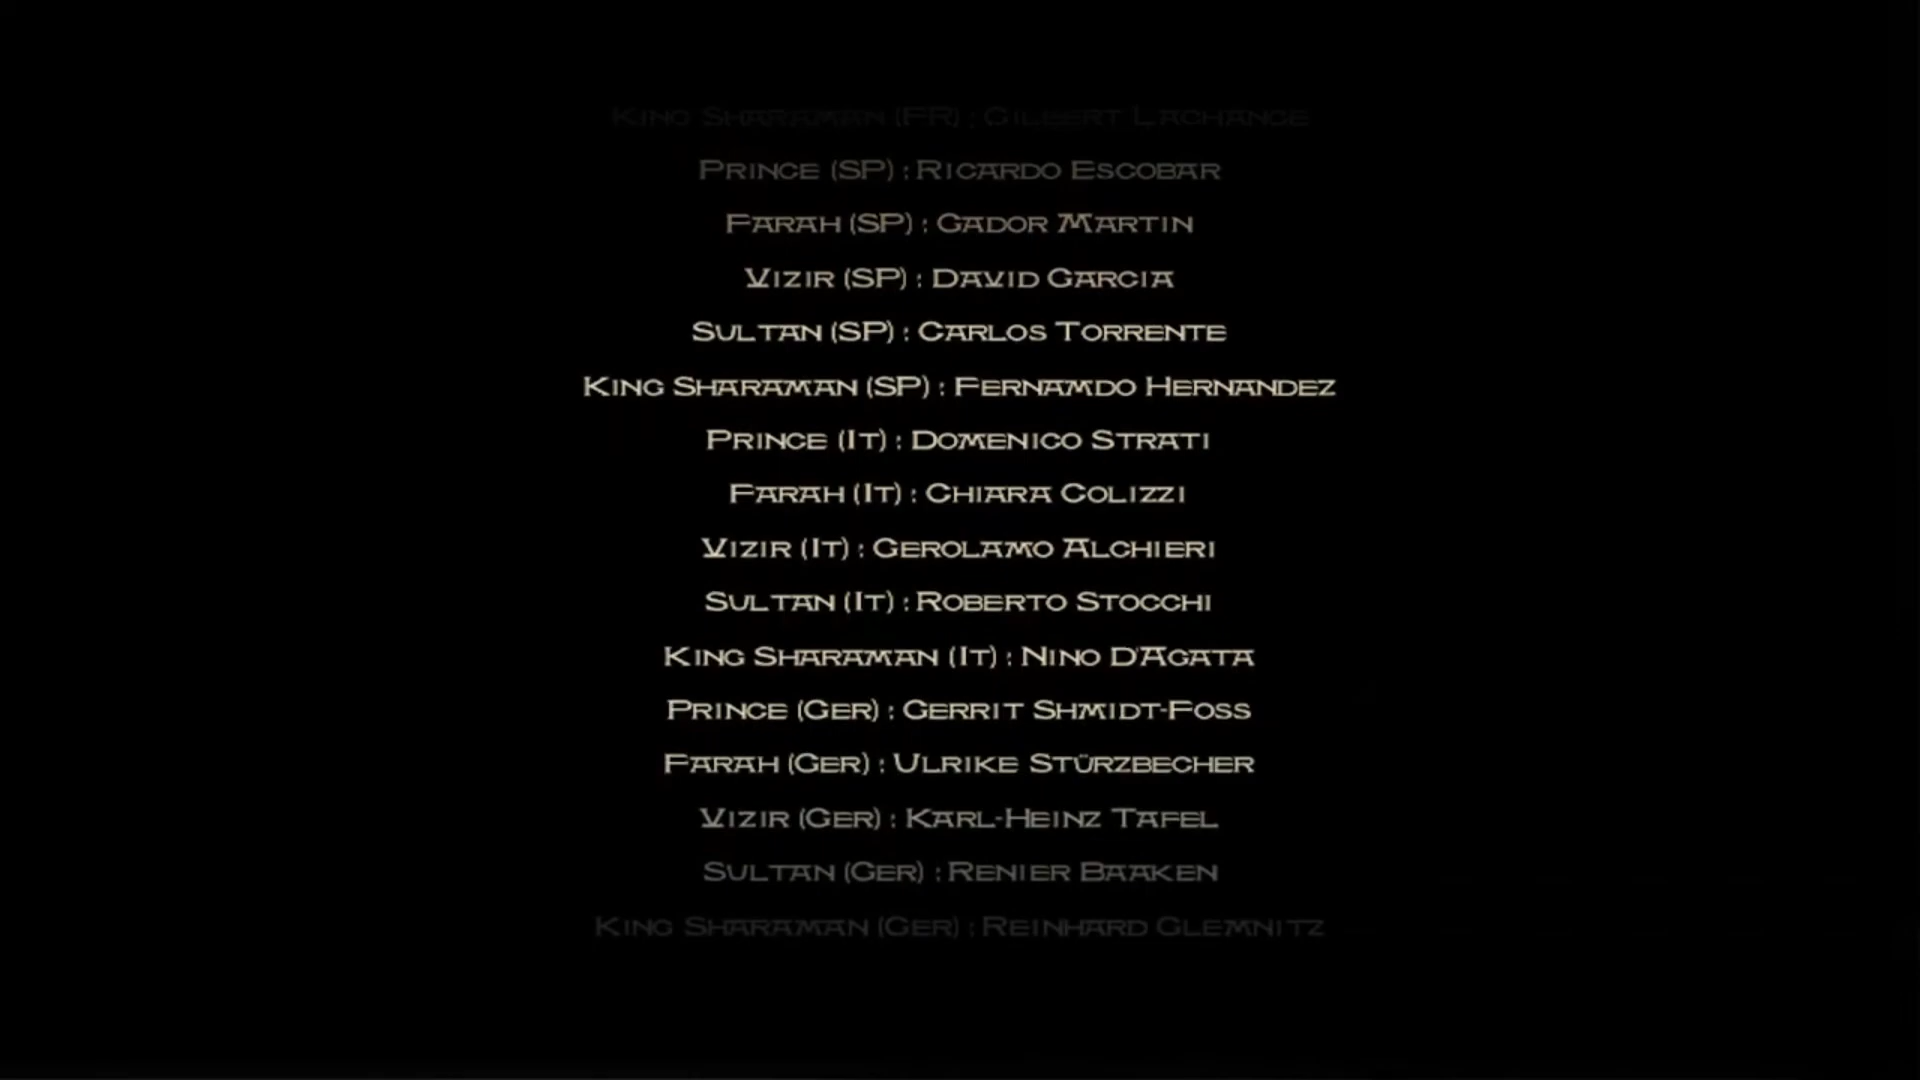 King Sharaman (FR) : Gilbert Lachance
Prince (SP) : Ricardo Escobar
Farah (SP) : Gador Martin
Vizir (SP) : David Garcia
Sultan (SP) : Carlos Torrente
King Sharaman (SP) : Fernamdo Hernandez
Prince (It) : Domenico Strati
Farah (It) : Chiara Colizzi
Vizir (It) : Gerolamo Alchieri
Sultan (It) : Roberto Stocchi
King Sharaman (It) : Nino D'Agata
Prince (Ger) : Gerrit Shmidt-Foss
Farah (Ger) : Ulrike Stürzbecher
Vizir (Ger) : Karl-Heinz Tafel
Sultan (Ger) : Renier Baaken
King Sharaman (Ger) : Reinhard Glemnitz